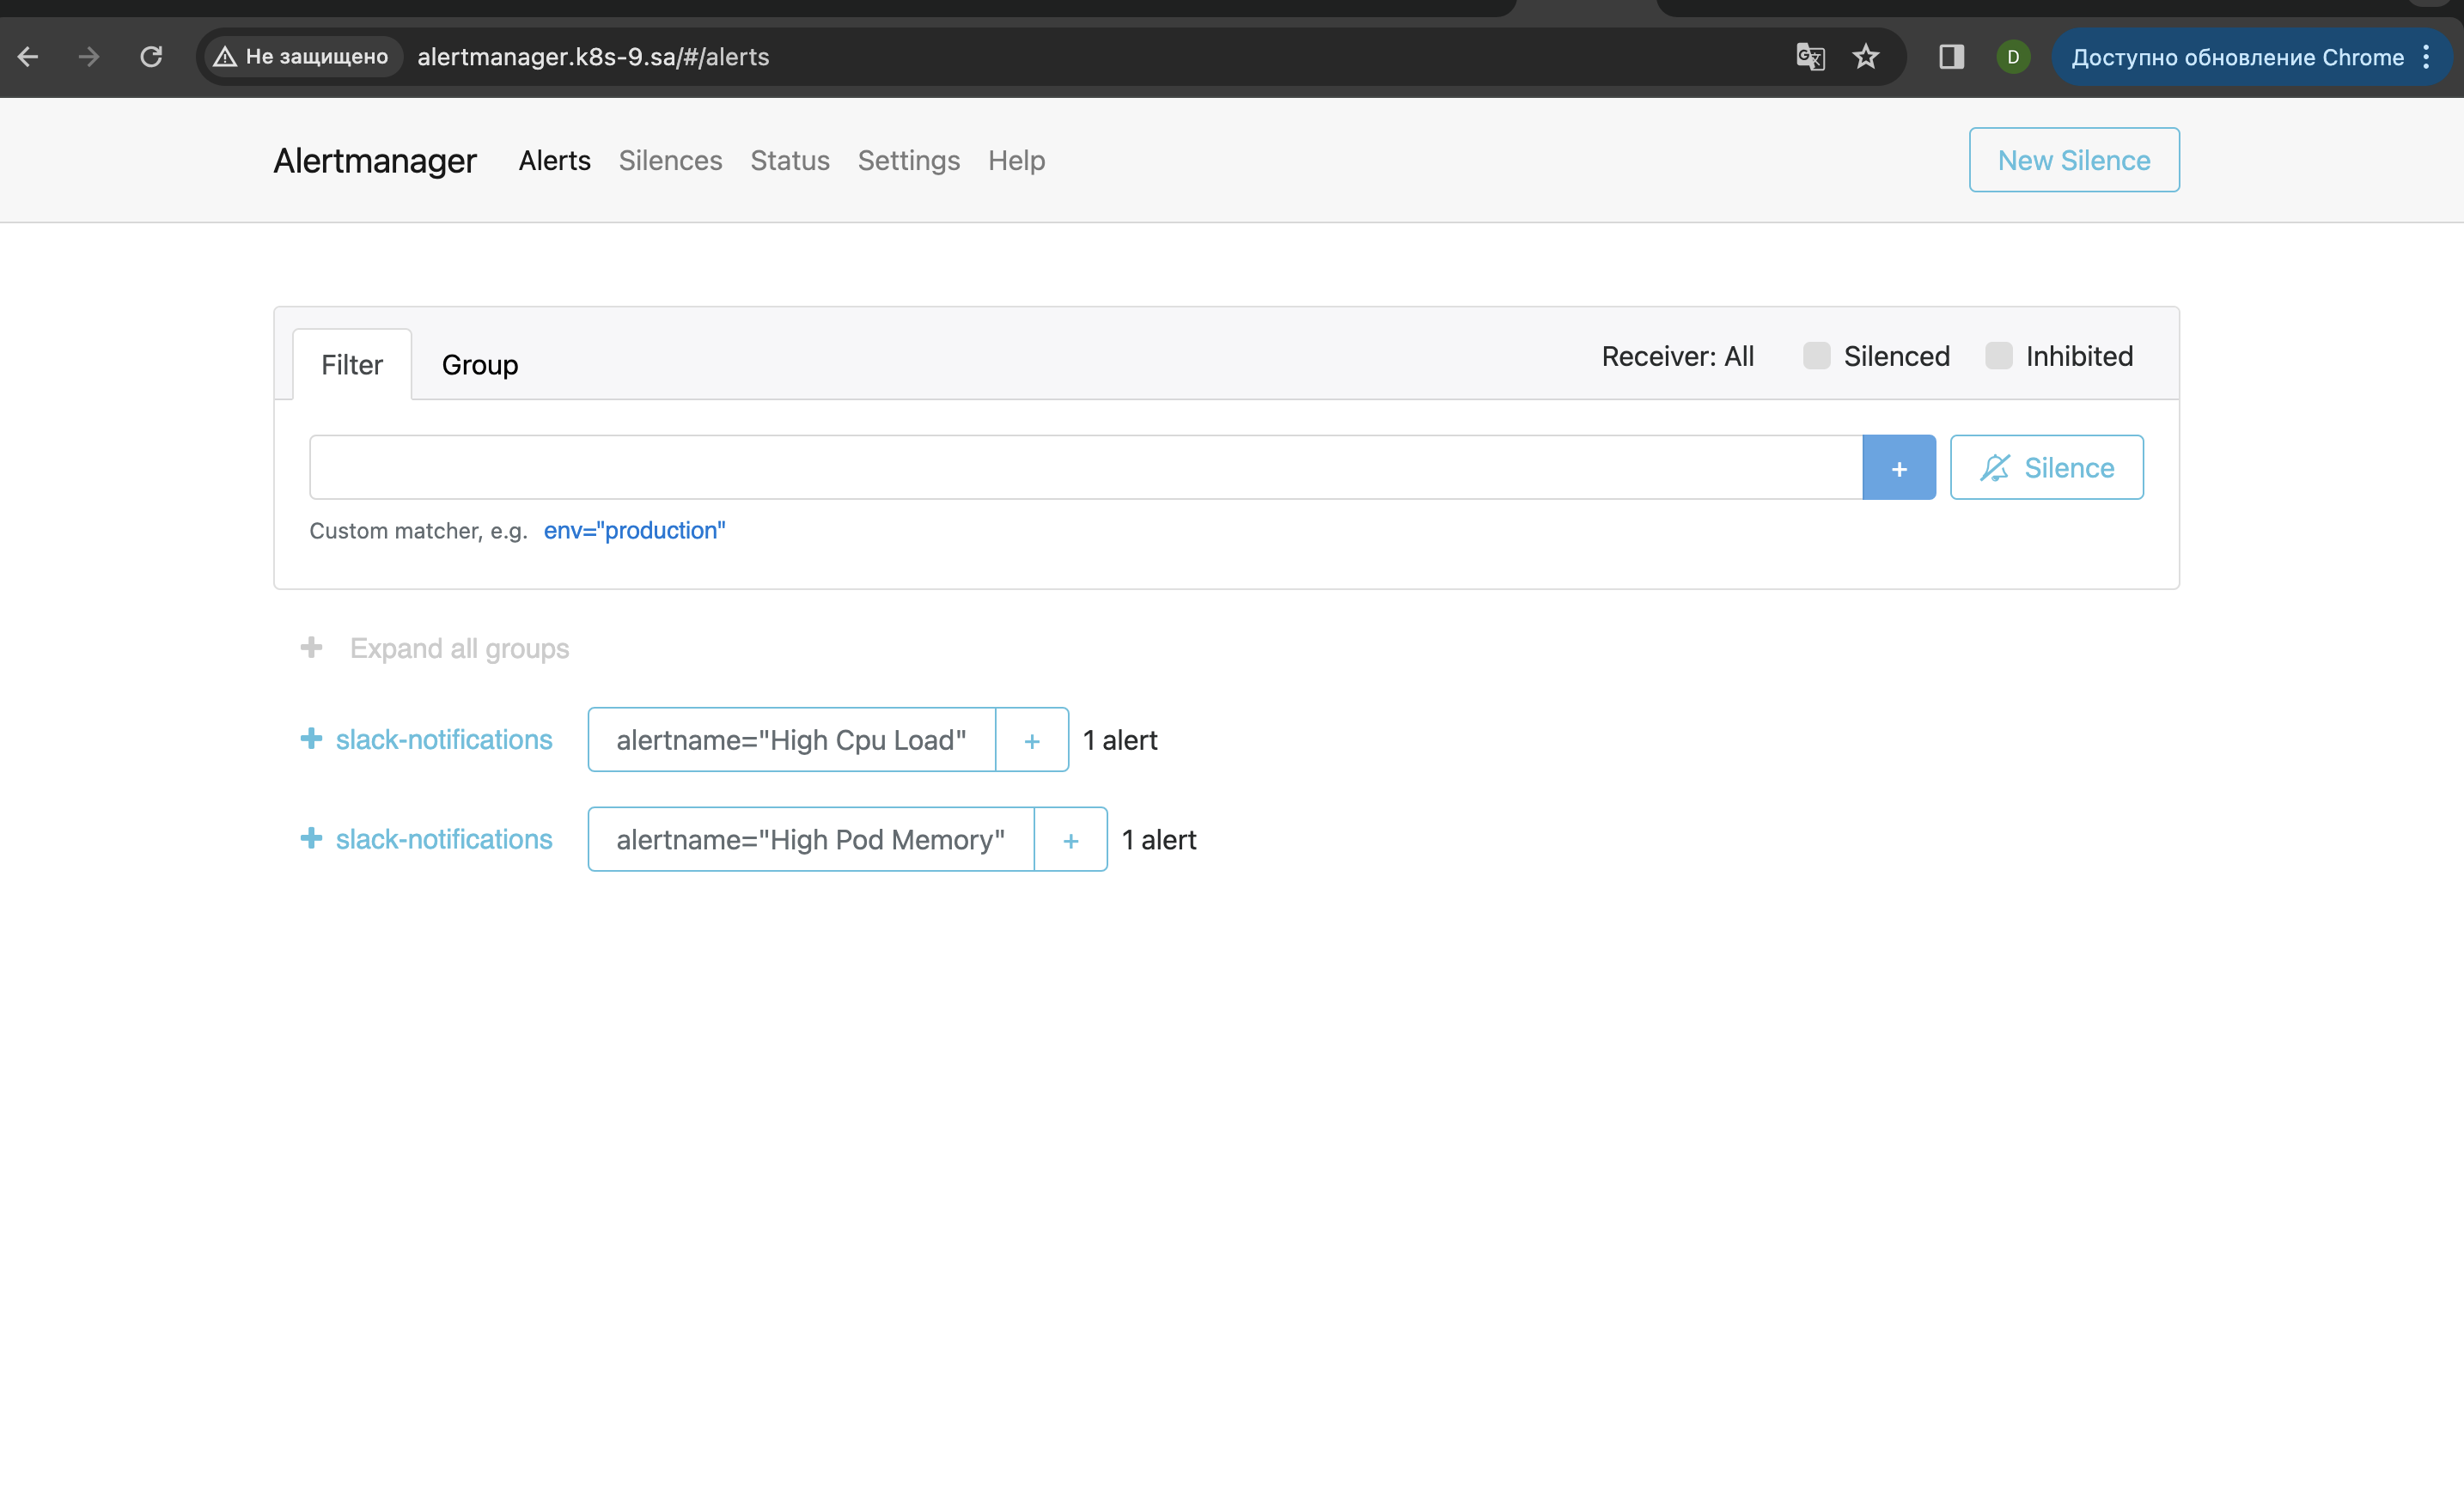 Не защищено alertmanager.k8s-9.sa/#/alerts D Доступно обновление Chrome
Alertmanager Alerts Silences Status Settings Help New Silence
Filter Group Receiver: All Silenced Inhibited
+ Silence
Custom matcher, e.g. env="production"
+ Expand all groups
+ slack-notifications alertname="High Cpu Load" + 1 alert
+ slack-notifications alertname="High Pod Memory" + 1 alert